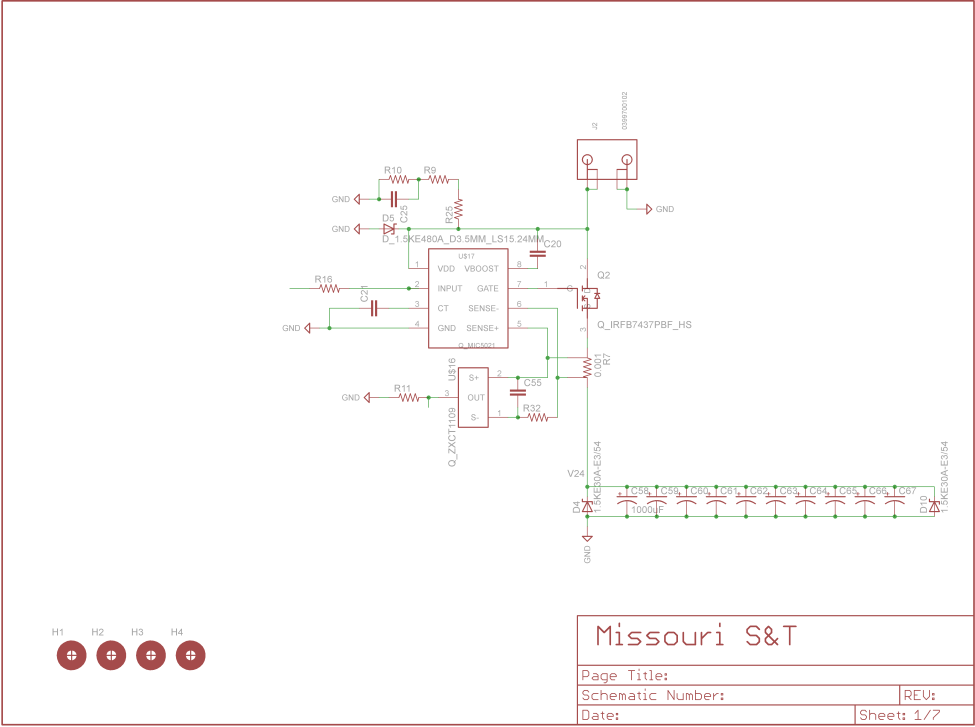 J2
0399700102
R10
R9
GND
C25
R25
GND
D5
GND
D_1.5KE480A_D3.5MM_LS15.24MM
C20
U$17
1
VDD
VBOOST
8
2
Q2
R16
2
INPUT
GATE
7
1
G
C21
3
CT
SENSE-
6
GND
4
GND
SENSE+
5
3
Q_IRFB7437PBF_HS
Q_MIC5021
U$16
0.001
R7
S+
2
C55
GND
R11
3
OUT
R32
S-
1
Q_ZXCT1109
V24
1.5KE30A-E3/54
D4
C58
C59
C60
C61
C62
C63
C64
C65
C66
C67
1000uF
D10
1.5KE30A-E3/54
GND
H1
H2
H3
H4
Missouri S&T
Page Title:
Schematic Number:
REV:
Date:
Sheet: 1/7